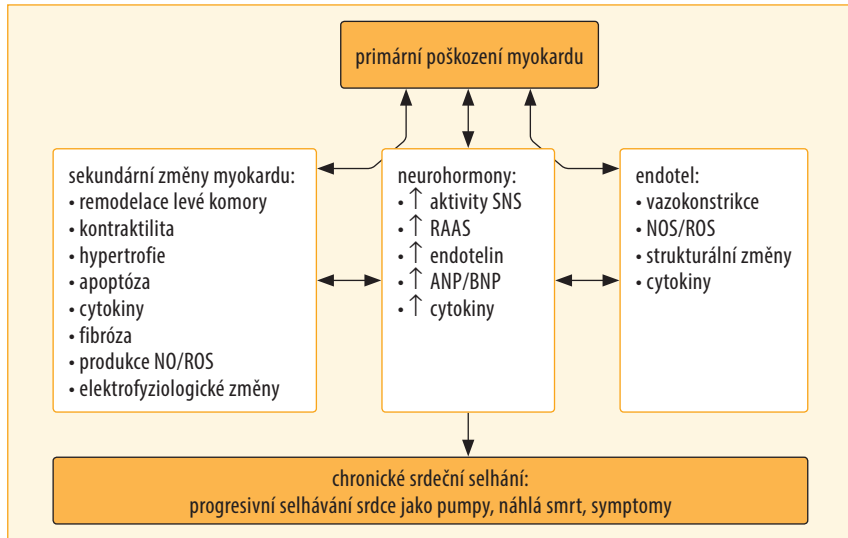 primární poškození myokardu
sekundární změny myokardu:
• remodelace levé komory
• kontraktilita
• hypertrofie
• apoptóza
• cytokiny
• fibróza
• produkce NO/ROS
• elektrofyziologické změny
neurohormony:
• ↑ aktivity SNS
• ↑ RAAS
• ↑ endotelin
• ↑ ANP/BNP
• ↑ cytokiny
endotel:
• vazokonstrikce
• NOS/ROS
• strukturální změny
• cytokiny
chronické srdeční selhání:
progresivní selhávání srdce jako pumpy, náhlá smrt, symptomy